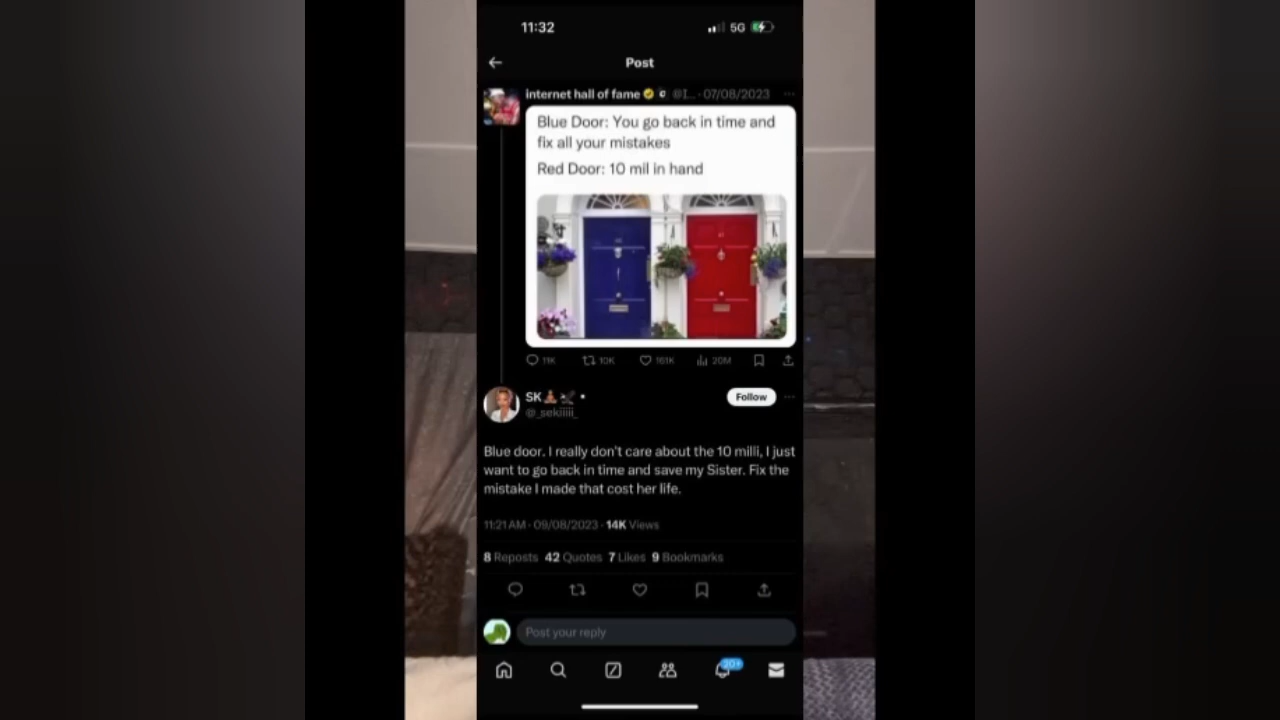 11:32
5G
Post
internet hall of fame @I... · 07/08/2023
Blue Door: You go back in time and
fix all your mistakes
Red Door: 10 mil in hand
11K 10K 161K 20M
SK
@_sekiiiii_
Follow
Blue door. I really don't care about the 10 milli, I just
want to go back in time and save my Sister. Fix the
mistake I made that cost her life.
11:21 AM · 09/08/2023 · 14K Views
8 Reposts 42 Quotes 7 Likes 9 Bookmarks
Post your reply
20+